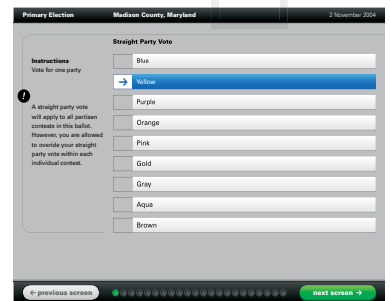 Primary Election Madison County, Maryland 2 November 2004
Straight Party Vote
Instructions
Vote for one party
!
A straight party vote
will apply to all partisan
contests in this ballot.
However, you are allowed
to overide your straight
party vote within each
individual contest.
Blue
→ Yellow
Purple
Orange
Pink
Gold
Gray
Aqua
Brown
← previous screen
next screen →